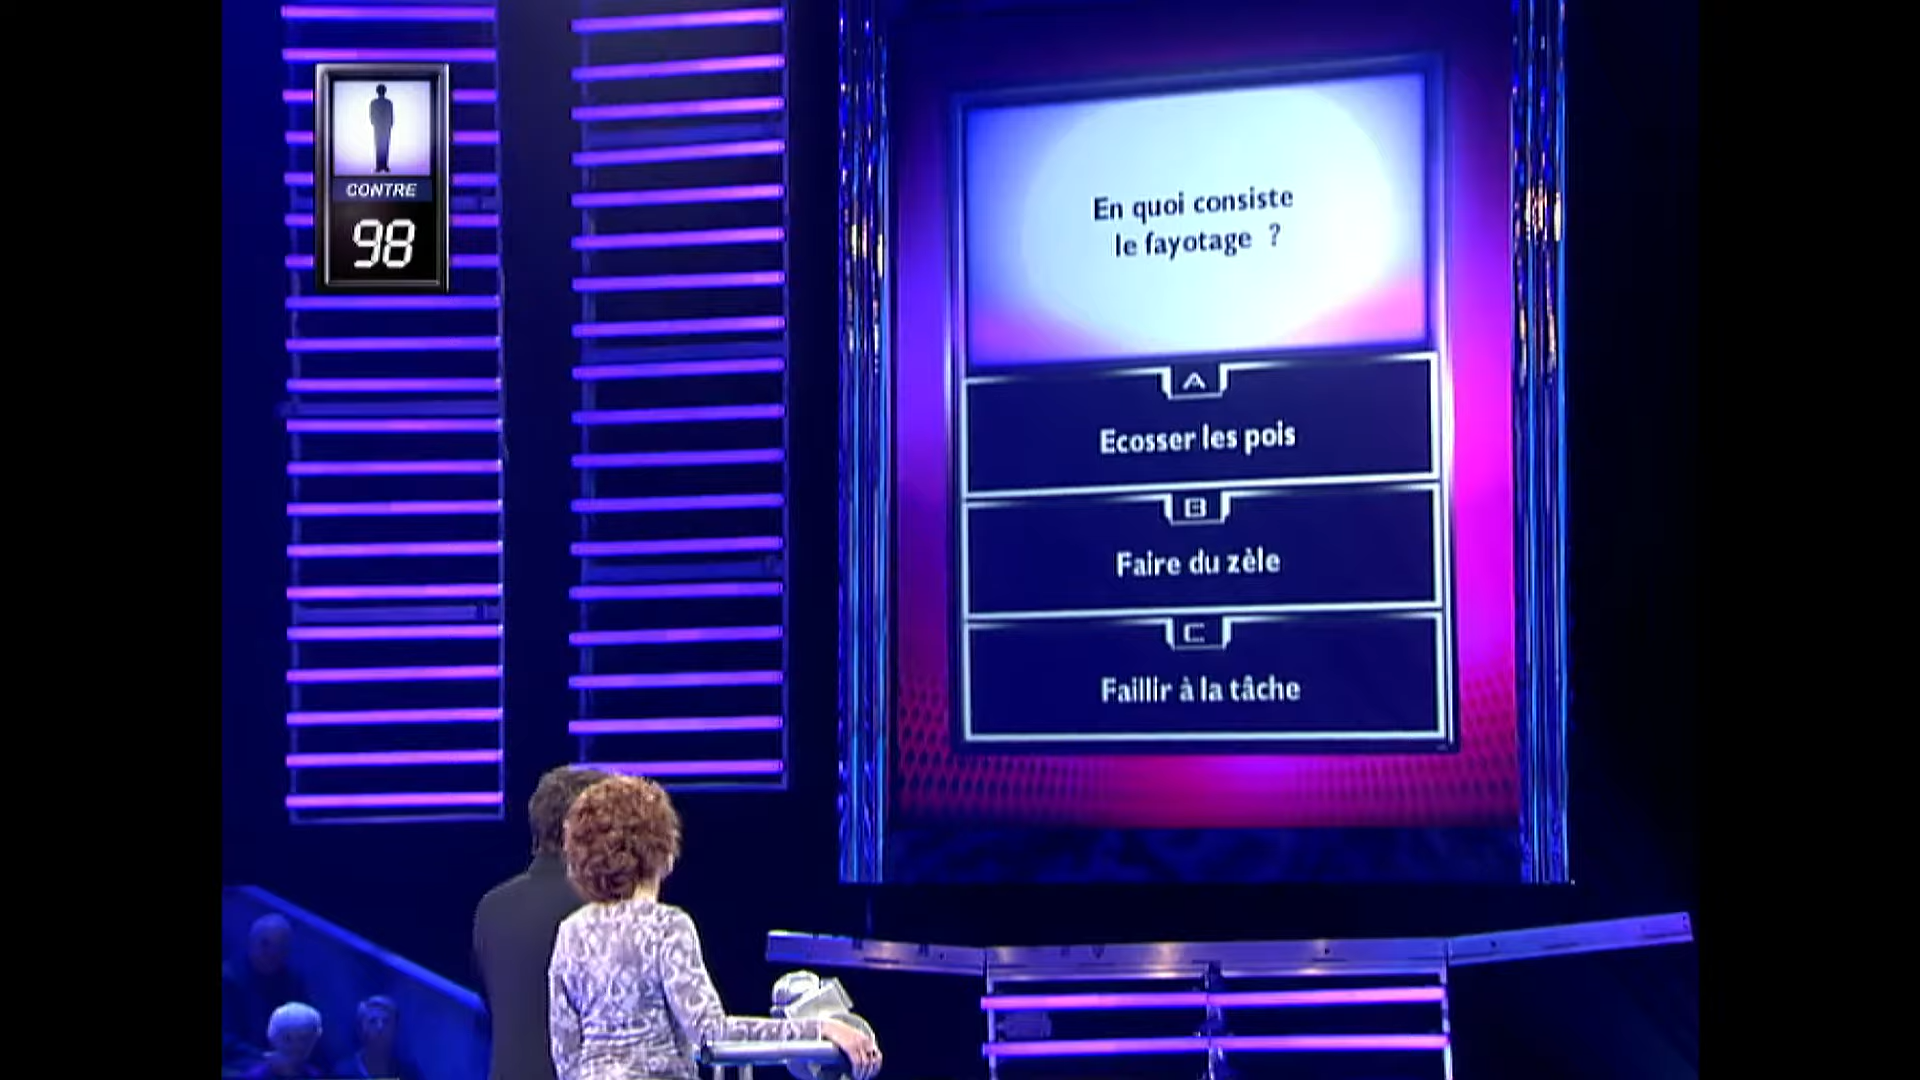 CONTRE
98
En quoi consiste
le fayotage ?
A
Ecosser les pois
B
Faire du zèle
C
Faillir à la tâche